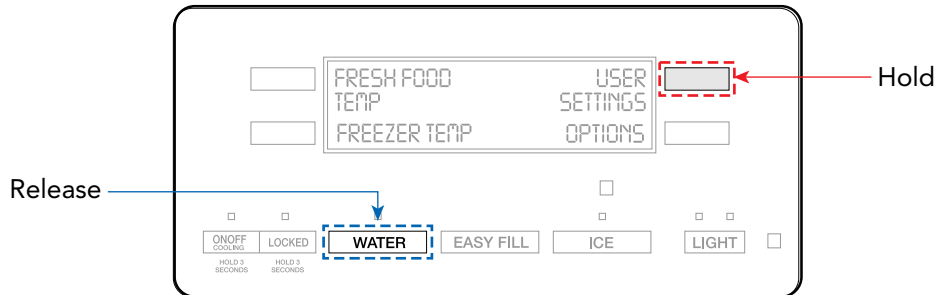 FRESH FOOD
TEMP
USER
SETTINGS
Hold
FREEZER TEMP
OPTIONS
Release
ONOFF
COOLING
LOCKED
WATER
EASY FILL
ICE
LIGHT
HOLD 3
SECONDS
HOLD 3
SECONDS